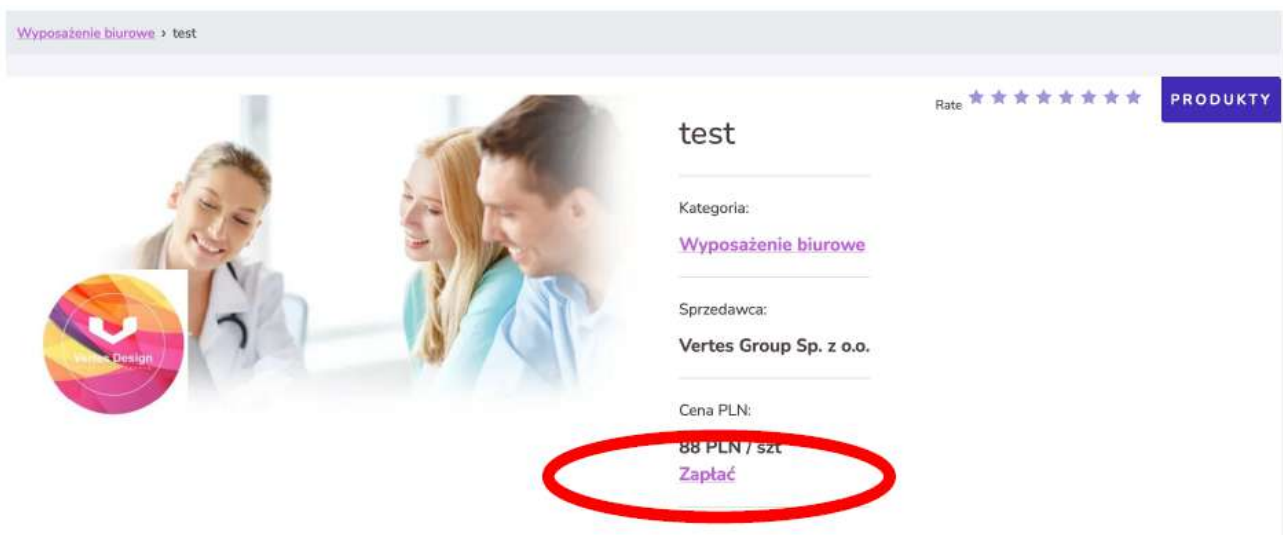 Wyposażenie biurowe › test
Rate
PRODUKTY
test
Kategoria:
Wyposażenie biurowe
Sprzedawca:
Vertes Group Sp. z o.o.
Vertes Design
Cena PLN:
88 PLN / szt
Zapłać